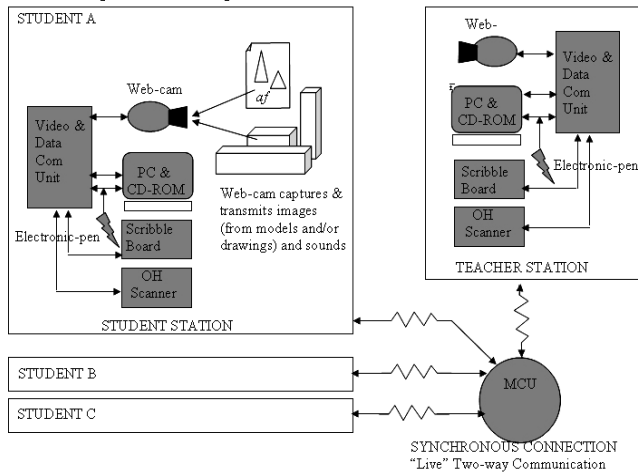 STUDENT A
Web-cam
af
Video &
Data
Com
Unit
PC &
CD-ROM
Electronic-pen
Scribble
Board
OH
Scanner
Web-cam captures &
transmits images
(from models and/or
drawings) and sounds
STUDENT STATION
Web-
Video &
Data
Com
Unit
PC &
CD-ROM
Electronic-pen
Scribble
Board
OH
Scanner
TEACHER STATION
STUDENT B
STUDENT C
MCU
SYNCHRONOUS CONNECTION
“Live” Two-way Communication